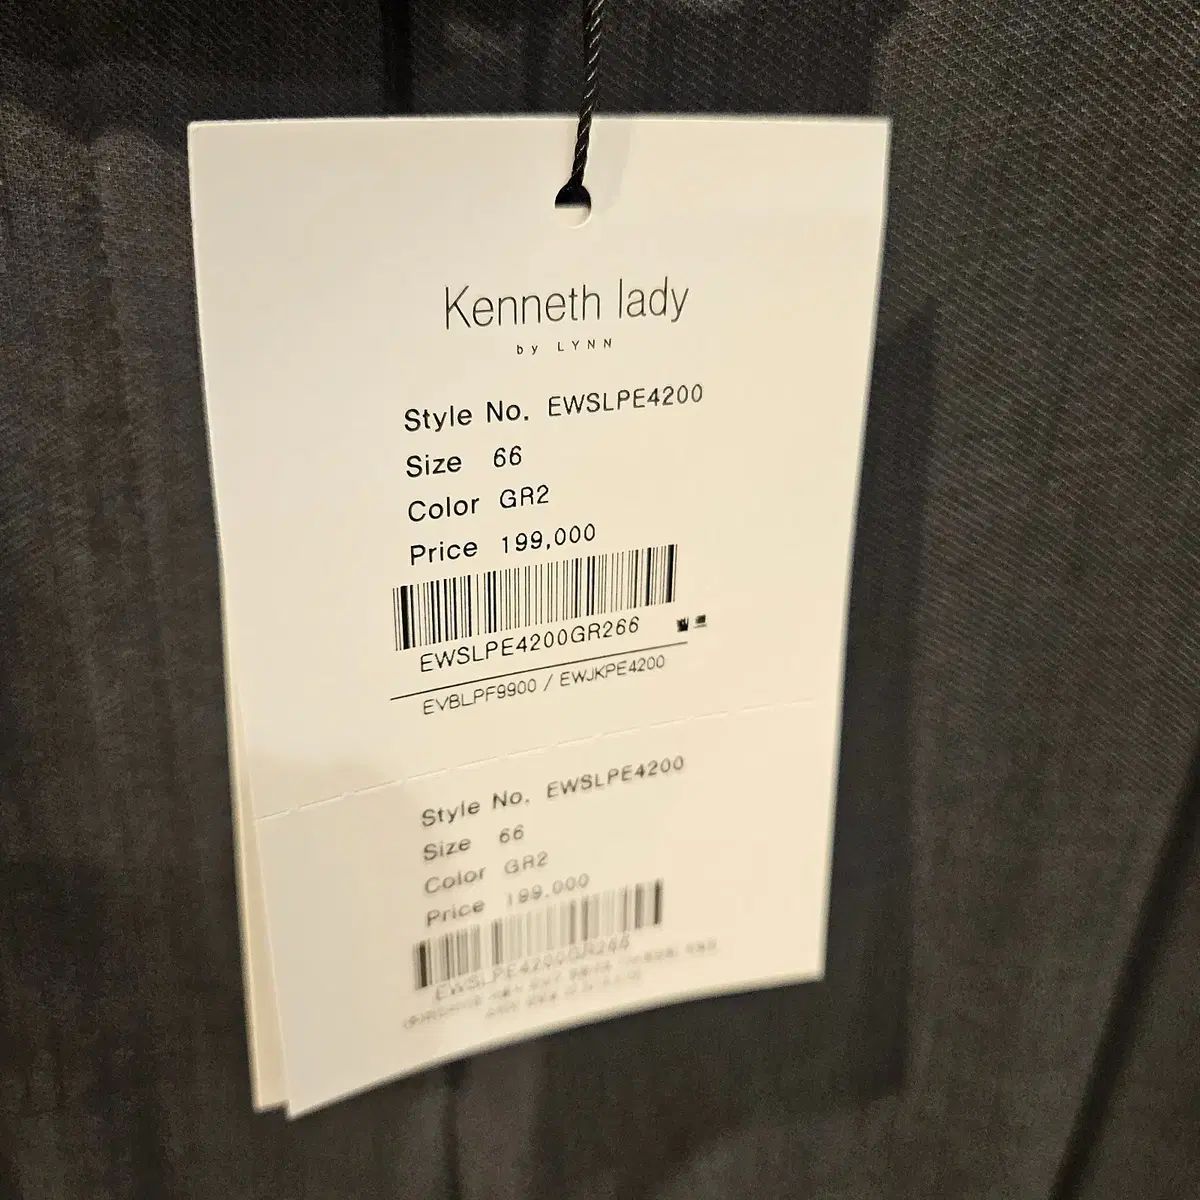 Kenneth lady
by LYNN
Style No. EWSLPE4200
Size 66
Color GR2
Price 199,000
EWSLPE4200GR266
EVBLPF9900 / EWJKPE4200
Style No. EWSLPE4200
Size 66
Color GR2
Price 199,000
EWSLPE4200GR266